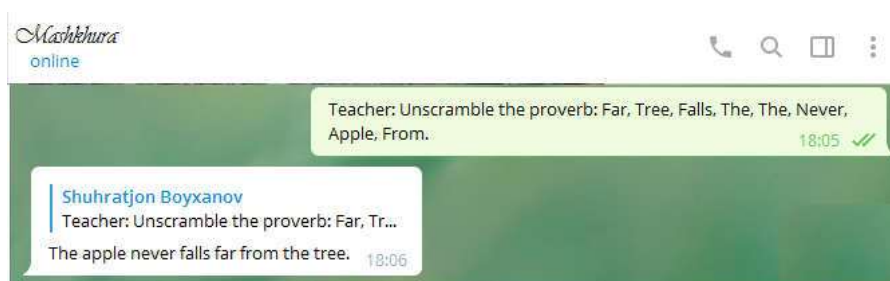 Mashkhura
online
Teacher: Unscramble the proverb: Far, Tree, Falls, The, The, Never,
Apple, From.
18:05
Shuhratjon Boyxanov
Teacher: Unscramble the proverb: Far, Tr...
The apple never falls far from the tree. 18:06